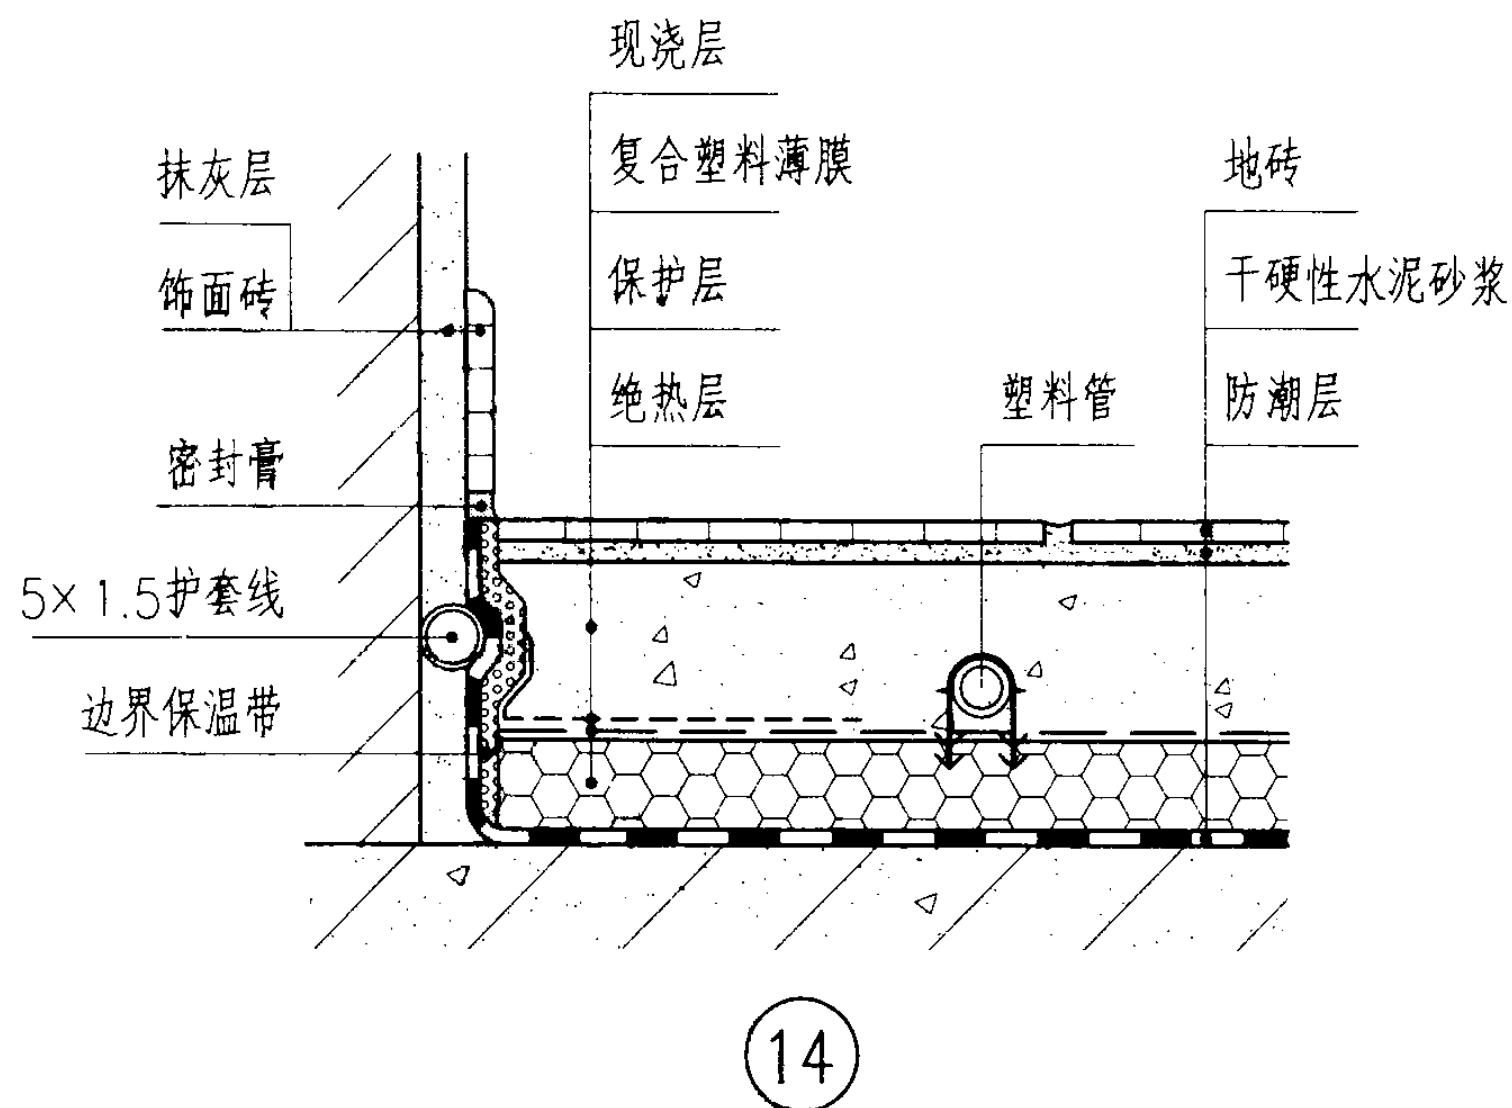 现浇层
复合塑料薄膜
保护层
绝热层
抹灰层
饰面砖
密封膏
5×1.5护套线
边界保温带
塑料管
地砖
干硬性水泥砂浆
防潮层
14